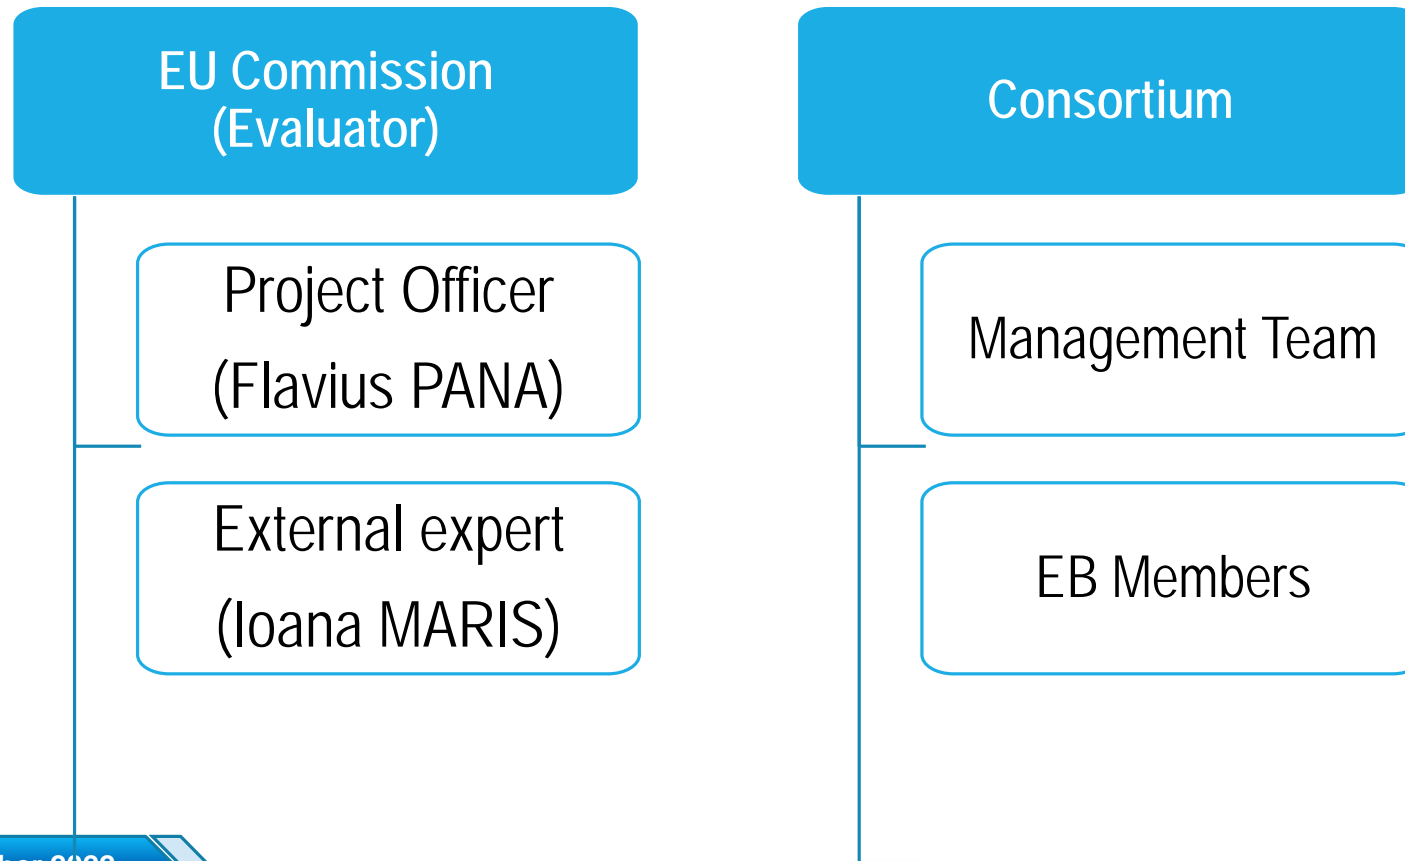 EU Commission
(Evaluator)
Project Officer
(Flavius PANA)
External expert
(Ioana MARIS)
Consortium
Management Team
EB Members